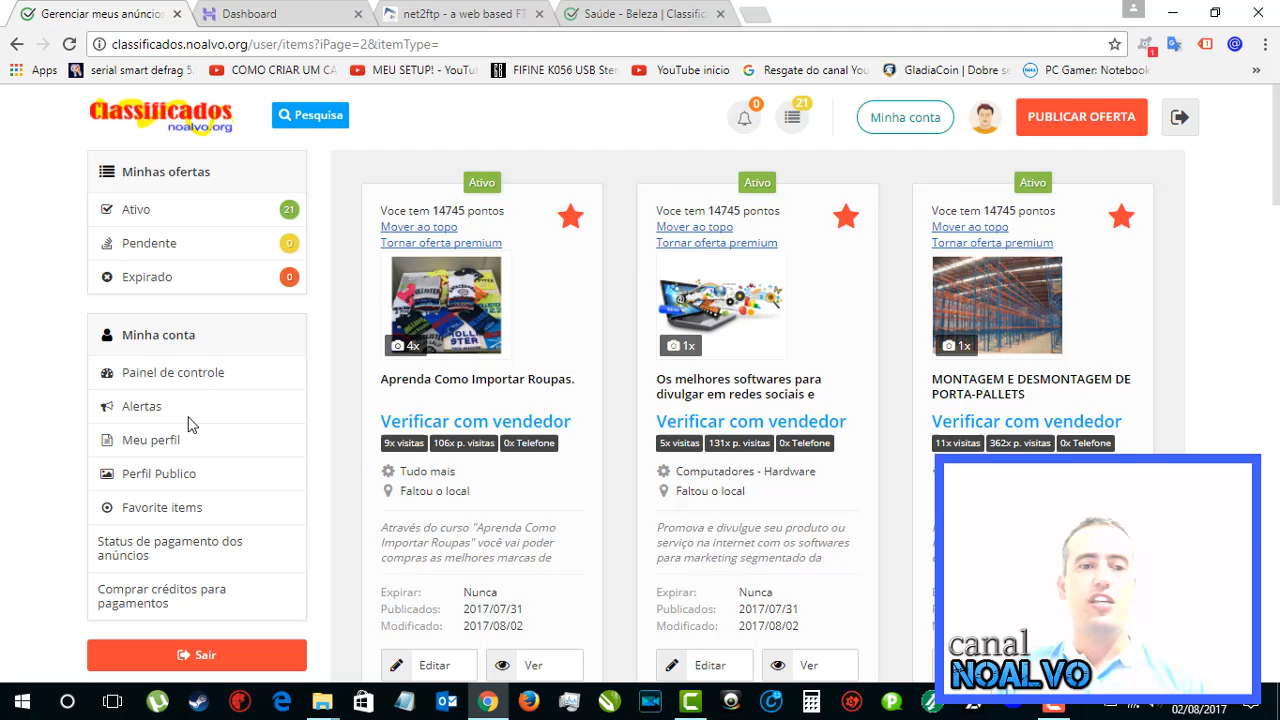 Gerenciar meus anúncios
Dashboard
net2ftp - a web based FT
Saúde - Beleza | Classific
classificados.noalvo.org/user/items?iPage=2&itemType=
Apps
serial smart defrag 5.
COMO CRIAR UM CA
MEU SETUP! - YouTu
FIFINE K056 USB Ster
YouTube inicio
Resgate do canal You
GladiaCoin | Dobre se
PC Gamer: Notebook
Classificados
noalvo.org
Pesquisa
0
21
Minha conta
PUBLICAR OFERTA
Minhas ofertas
Ativo 21
Pendente 0
Expirado 0
Minha conta
Painel de controle
Alertas
Meu perfil
Perfil Publico
Favorite items
Status de pagamento dos
anúncios
Comprar créditos para
pagamentos
Sair
Ativo
Voce tem 14745 pontos
Mover ao topo
Tornar oferta premium
4x
Aprenda Como Importar Roupas.
Verificar com vendedor
9x visitas 106x p. visitas 0x Telefone
Tudo mais
Faltou o local
Através do curso "Aprenda Como
Importar Roupas" você vai poder
compras as melhores marcas de
Expirar: Nunca
Publicados: 2017/07/31
Modificado: 2017/08/02
Editar
Ver
Ativo
Voce tem 14745 pontos
Mover ao topo
Tornar oferta premium
1x
Os melhores softwares para
divulgar em redes sociais e
Verificar com vendedor
5x visitas 131x p. visitas 0x Telefone
Computadores - Hardware
Faltou o local
Promova e divulgue seu produto ou
serviço na internet com os softwares
para marketing segmentado da
Expirar: Nunca
Publicados: 2017/07/31
Modificado: 2017/08/02
Editar
Ver
Ativo
Voce tem 14745 pontos
Mover ao topo
Tornar oferta premium
1x
MONTAGEM E DESMONTAGEM DE
PORTA-PALLETS
Verificar com vendedor
11x visitas 362x p. visitas 0x Telefone
canal
NOALVO
02/08/2017